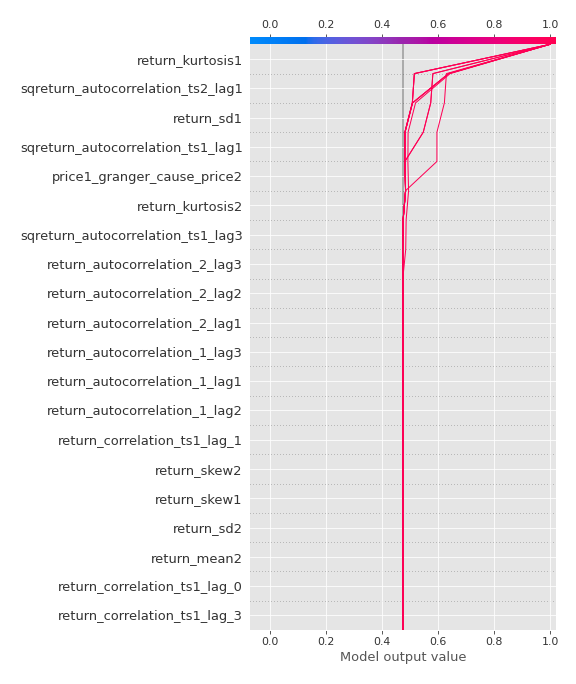 0.0 0.2 0.4 0.6 0.8 1.0
return_kurtosis1
sqreturn_autocorrelation_ts2_lag1
return_sd1
sqreturn_autocorrelation_ts1_lag1
price1_granger_cause_price2
return_kurtosis2
sqreturn_autocorrelation_ts1_lag3
return_autocorrelation_2_lag3
return_autocorrelation_2_lag2
return_autocorrelation_2_lag1
return_autocorrelation_1_lag3
return_autocorrelation_1_lag1
return_autocorrelation_1_lag2
return_correlation_ts1_lag_1
return_skew2
return_skew1
return_sd2
return_mean2
return_correlation_ts1_lag_0
return_correlation_ts1_lag_3
0.0 0.2 0.4 0.6 0.8 1.0
Model output value